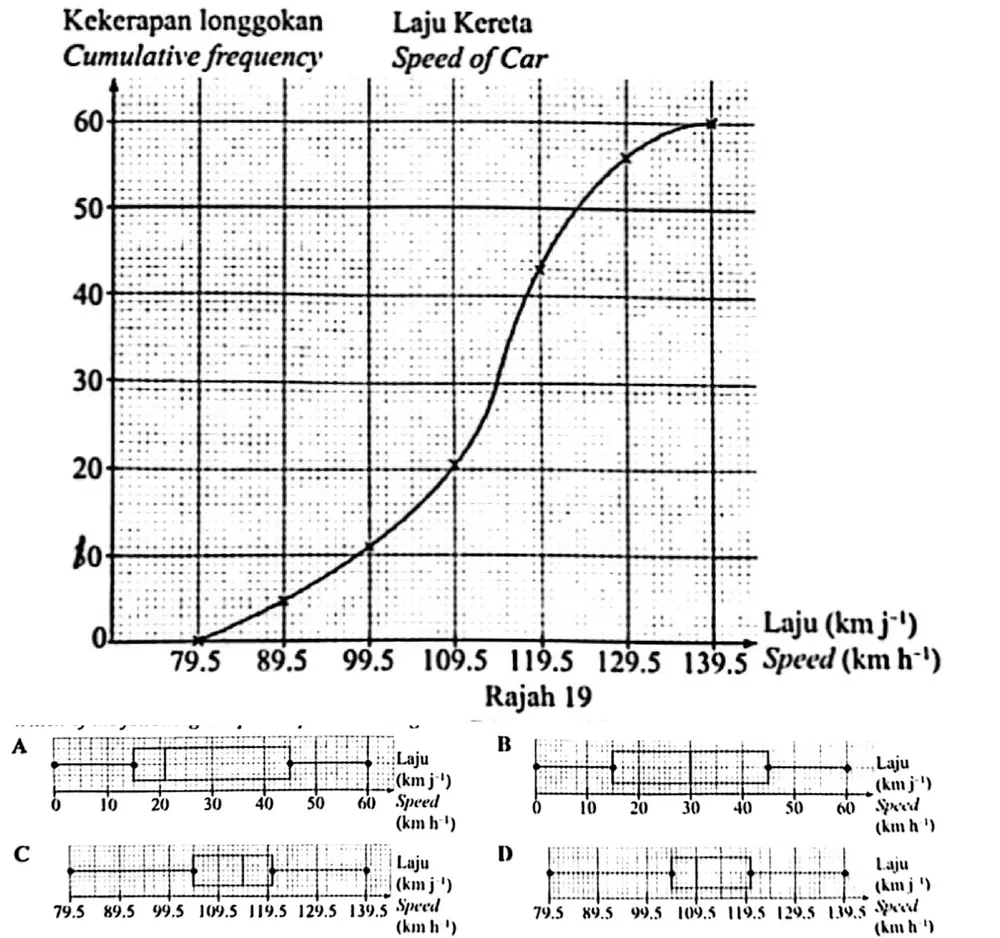 Kekerapan longgokan
Cumulative frequency
Laju Kereta
Speed of Car
60
50
40
30
20
10
0
79.5 89.5 99.5 109.5 119.5 129.5 139.5
Laju (km j⁻¹)
Speed (km h⁻¹)
Rajah 19
A
0 10 20 30 40 50 60
Laju
(km j⁻¹)
Speed
(km h⁻¹)
B
0 10 20 30 40 50 60
Laju
(km j⁻¹)
Speed
(km h⁻¹)
C
79.5 89.5 99.5 109.5 119.5 129.5 139.5
Laju
(km j⁻¹)
Speed
(km h⁻¹)
D
79.5 89.5 99.5 109.5 119.5 129.5 139.5
Laju
(km j⁻¹)
Speed
(km h⁻¹)